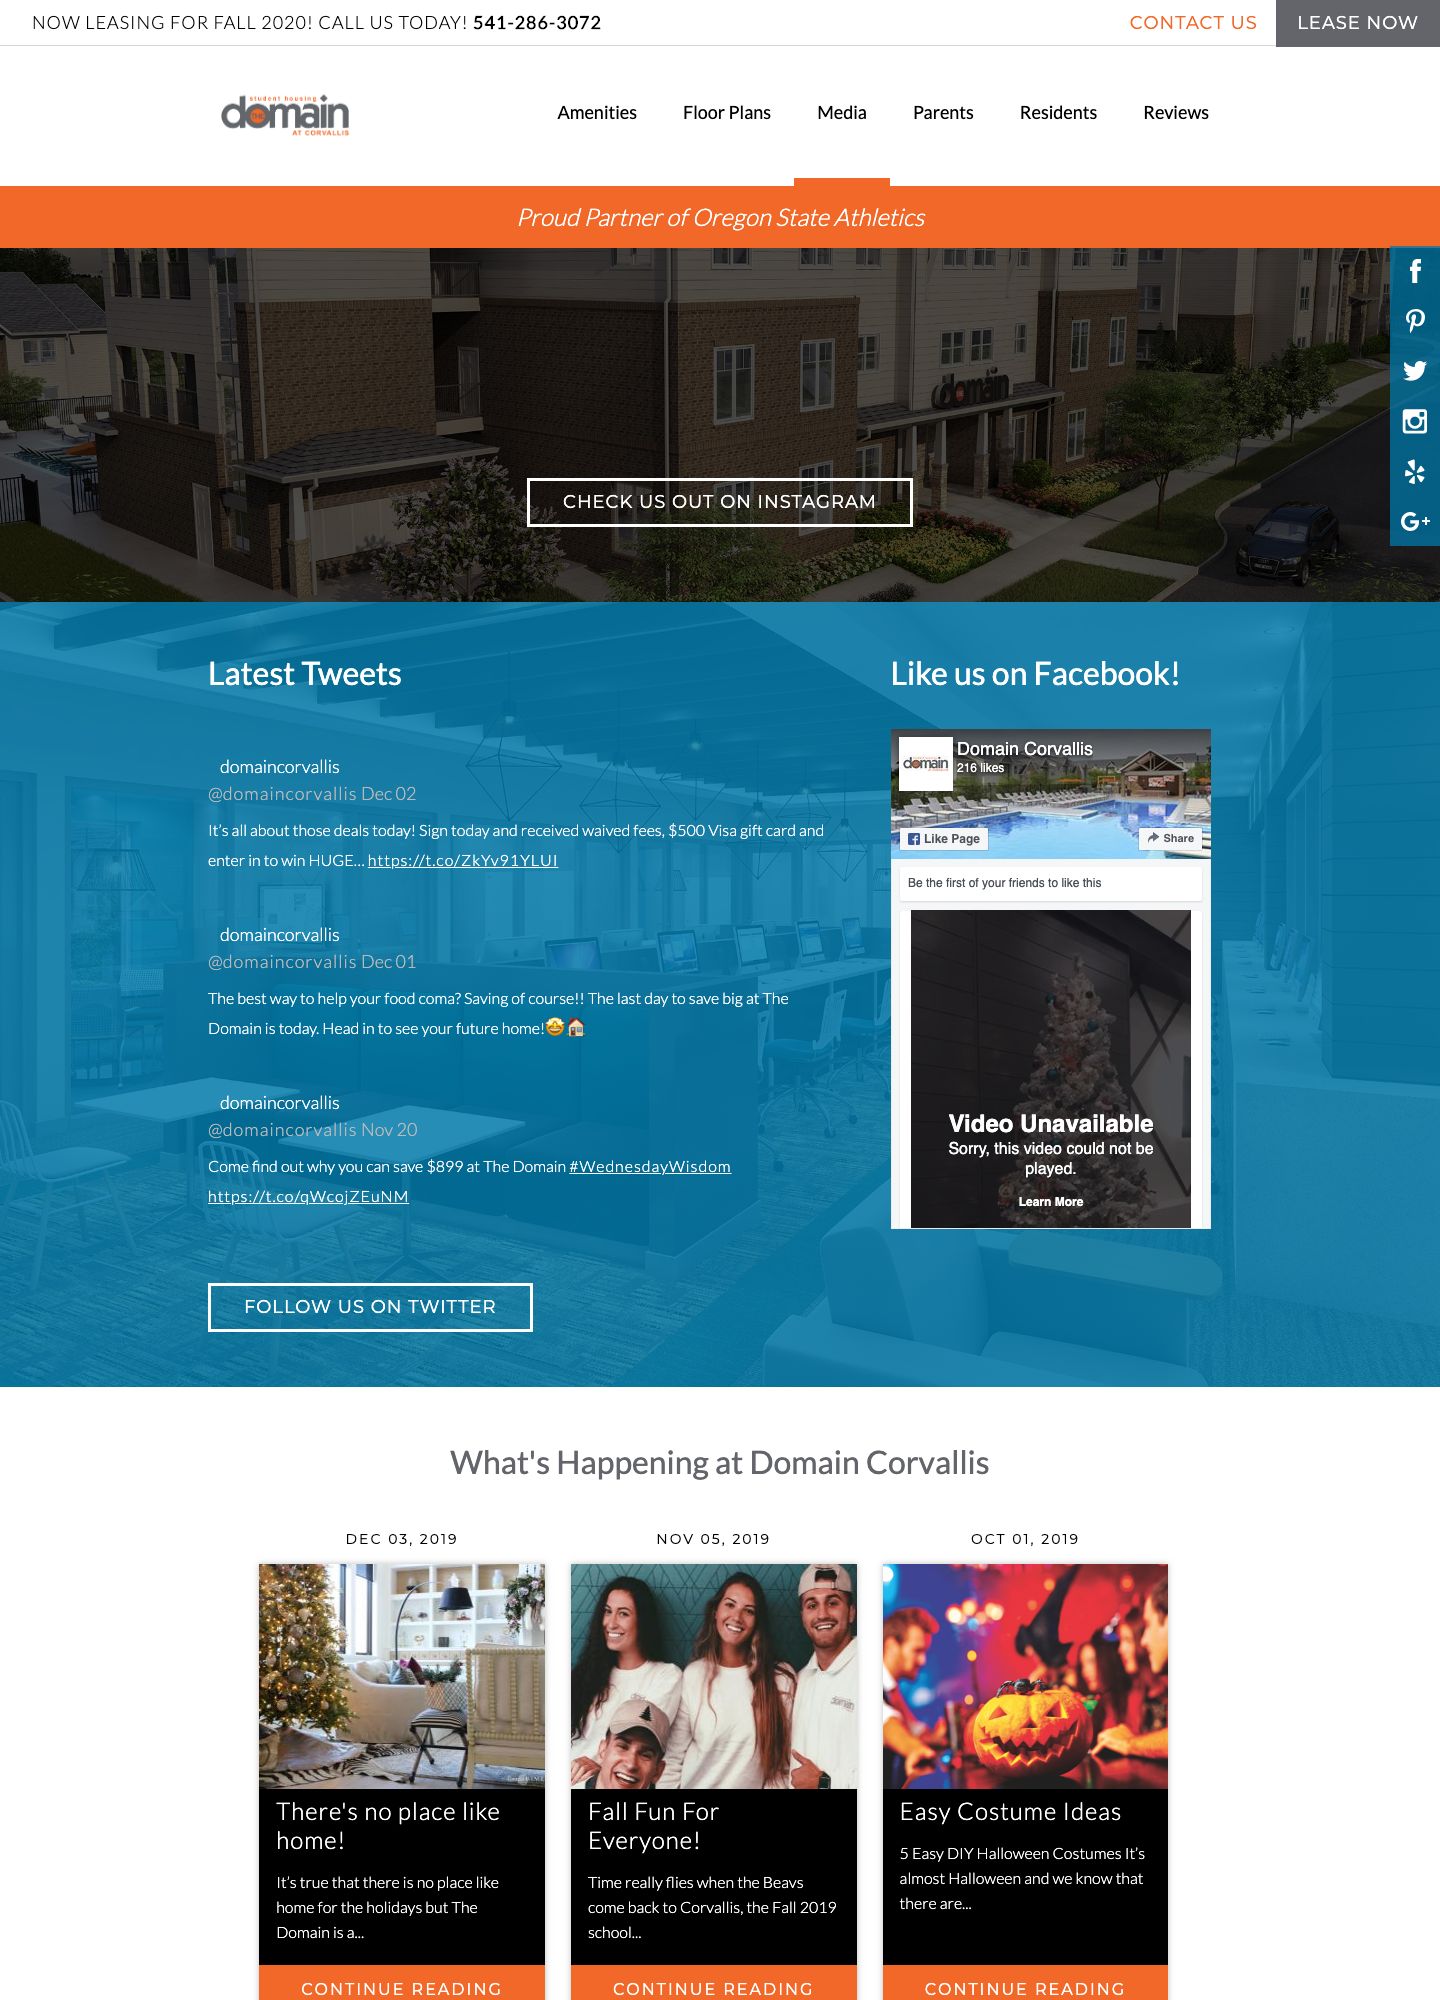 NOW LEASING FOR FALL 2020! CALL US TODAY! 541-286-3072
CONTACT US
LEASE NOW
student housing
domain
THE
AT CORVALLIS
Amenities
Floor Plans
Media
Parents
Residents
Reviews
Proud Partner of Oregon State Athletics
domain
CHECK US OUT ON INSTAGRAM
Latest Tweets
domaincorvallis
@domaincorvallis Dec 02
It's all about those deals today! Sign today and received waived fees, $500 Visa gift card and
enter in to win HUGE... https://t.co/ZkYv91YLUI
domaincorvallis
@domaincorvallis Dec 01
The best way to help your food coma? Saving of course!! The last day to save big at The
Domain is today. Head in to see your future home!🤩🏠
domaincorvallis
@domaincorvallis Nov 20
Come find out why you can save $899 at The Domain #WednesdayWisdom
https://t.co/qWcojZEuNM
FOLLOW US ON TWITTER
Like us on Facebook!
domain
Domain Corvallis
216 likes
Like Page
Share
Be the first of your friends to like this
Video Unavailable
Sorry, this video could not be
played.
Learn More
What's Happening at Domain Corvallis
DEC 03, 2019
There's no place like
home!
It's true that there is no place like
home for the holidays but The
Domain is a...
CONTINUE READING
NOV 05, 2019
domain
Fall Fun For
Everyone!
Time really flies when the Beavs
come back to Corvallis, the Fall 2019
school...
CONTINUE READING
OCT 01, 2019
Easy Costume Ideas
5 Easy DIY Halloween Costumes It's
almost Halloween and we know that
there are...
CONTINUE READING